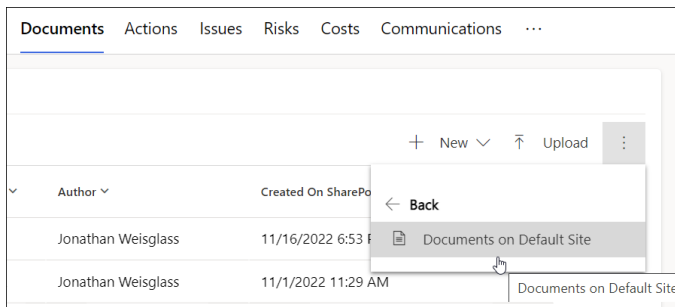 Documents Actions Issues Risks Costs Communications ...
New Upload
Author Created On SharePo
Back
Documents on Default Site
Jonathan Weisglass 11/16/2022 6:53
Documents on Default Site
Jonathan Weisglass 11/1/2022 11:29 AM